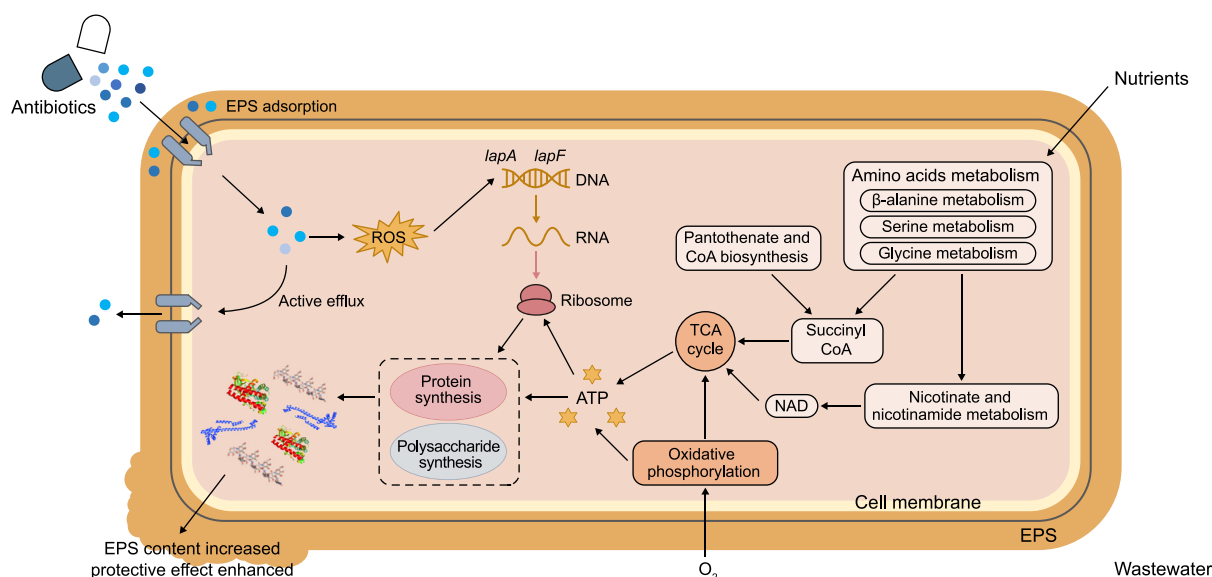 Antibiotics
EPS adsorption
Nutrients
lapA lapF
DNA
ROS
RNA
Amino acids metabolism
β-alanine metabolism
Serine metabolism
Glycine metabolism
Pantothenate and
CoA biosynthesis
Active efflux
Ribosome
TCA
cycle
Succinyl
CoA
Protein
synthesis
ATP
NAD
Nicotinate and
nicotinamide metabolism
Polysaccharide
synthesis
Oxidative
phosphorylation
Cell membrane
EPS
EPS content increased
protective effect enhanced
O₂
Wastewater